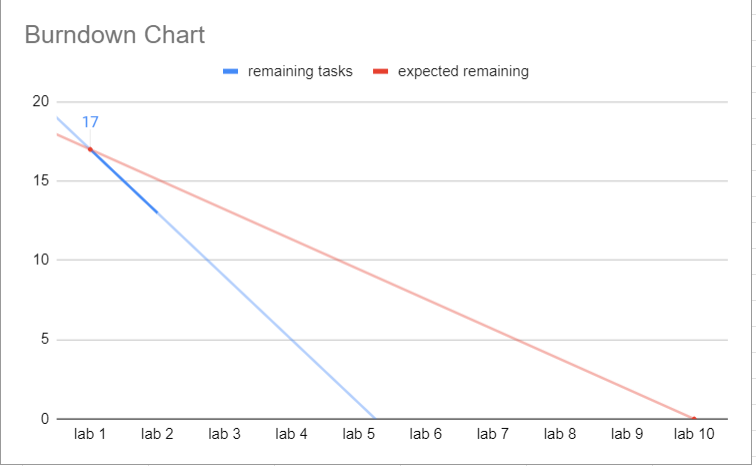 Burndown Chart
remaining tasks expected remaining
20
17
15
10
5
0
lab 1 lab 2 lab 3 lab 4 lab 5 lab 6 lab 7 lab 8 lab 9 lab 10